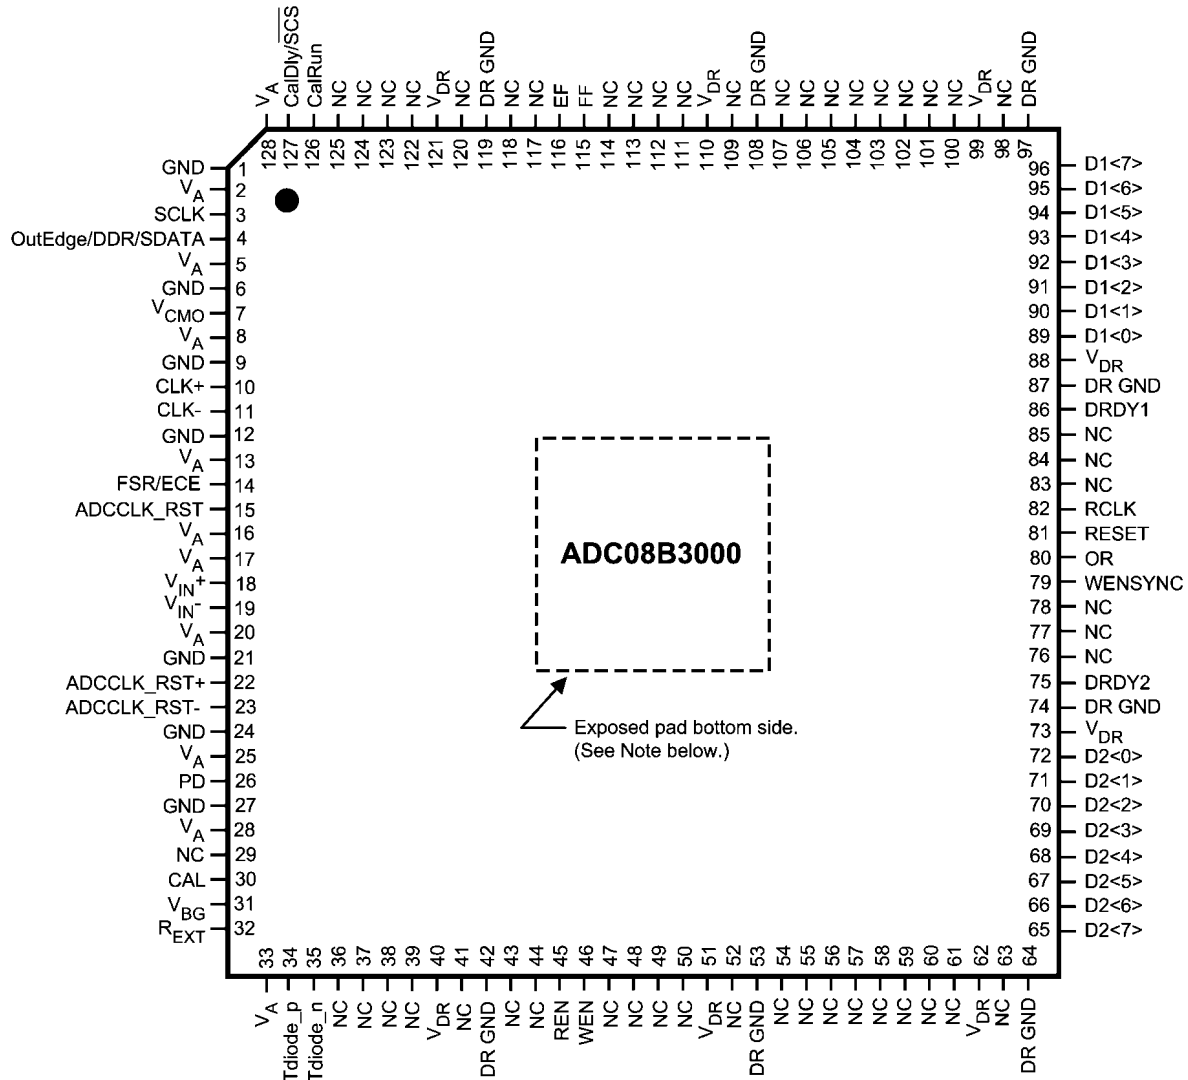 VA CalDly/SCS CalRun NC NC NC NC VDR NC DR GND NC NC EF FF NC NC NC NC VDR NC DR GND NC NC NC NC NC NC NC NC VDR NC DR GND
128 127 126 125 124 123 122 121 120 119 118 117 116 115 114 113 112 111 110 109 108 107 106 105 104 103 102 101 100 99 98 97
GND 1 96 D1<7>
VA 2 95 D1<6>
SCLK 3 94 D1<5>
OutEdge/DDR/SDATA 4 93 D1<4>
VA 5 92 D1<3>
GND 6 91 D1<2>
VCMO 7 90 D1<1>
VA 8 89 D1<0>
GND 9 88 VDR
CLK+ 10 87 DR GND
CLK- 11 86 DRDY1
GND 12 85 NC
VA 13 84 NC
FSR/ECE 14 83 NC
ADCCLK_RST 15 82 RCLK
VA 16 81 RESET
VA 17 80 OR
VIN+ 18 79 WENSYNC
VIN- 19 78 NC
VA 20 77 NC
GND 21 76 NC
ADCCLK_RST+ 22 75 DRDY2
ADCCLK_RST- 23 74 DR GND
GND 24 73 VDR
VA 25 72 D2<0>
PD 26 71 D2<1>
GND 27 70 D2<2>
VA 28 69 D2<3>
NC 29 68 D2<4>
CAL 30 67 D2<5>
VBG 31 66 D2<6>
REXT 32 65 D2<7>
ADC08B3000
Exposed pad bottom side.
(See Note below.)
33 34 35 36 37 38 39 40 41 42 43 44 45 46 47 48 49 50 51 52 53 54 55 56 57 58 59 60 61 62 63 64
VA Tdiode_p Tdiode_n NC NC NC NC VDR NC DR GND NC NC REN WEN NC NC NC NC VDR NC DR GND NC NC NC NC NC NC NC NC VDR NC DR GND